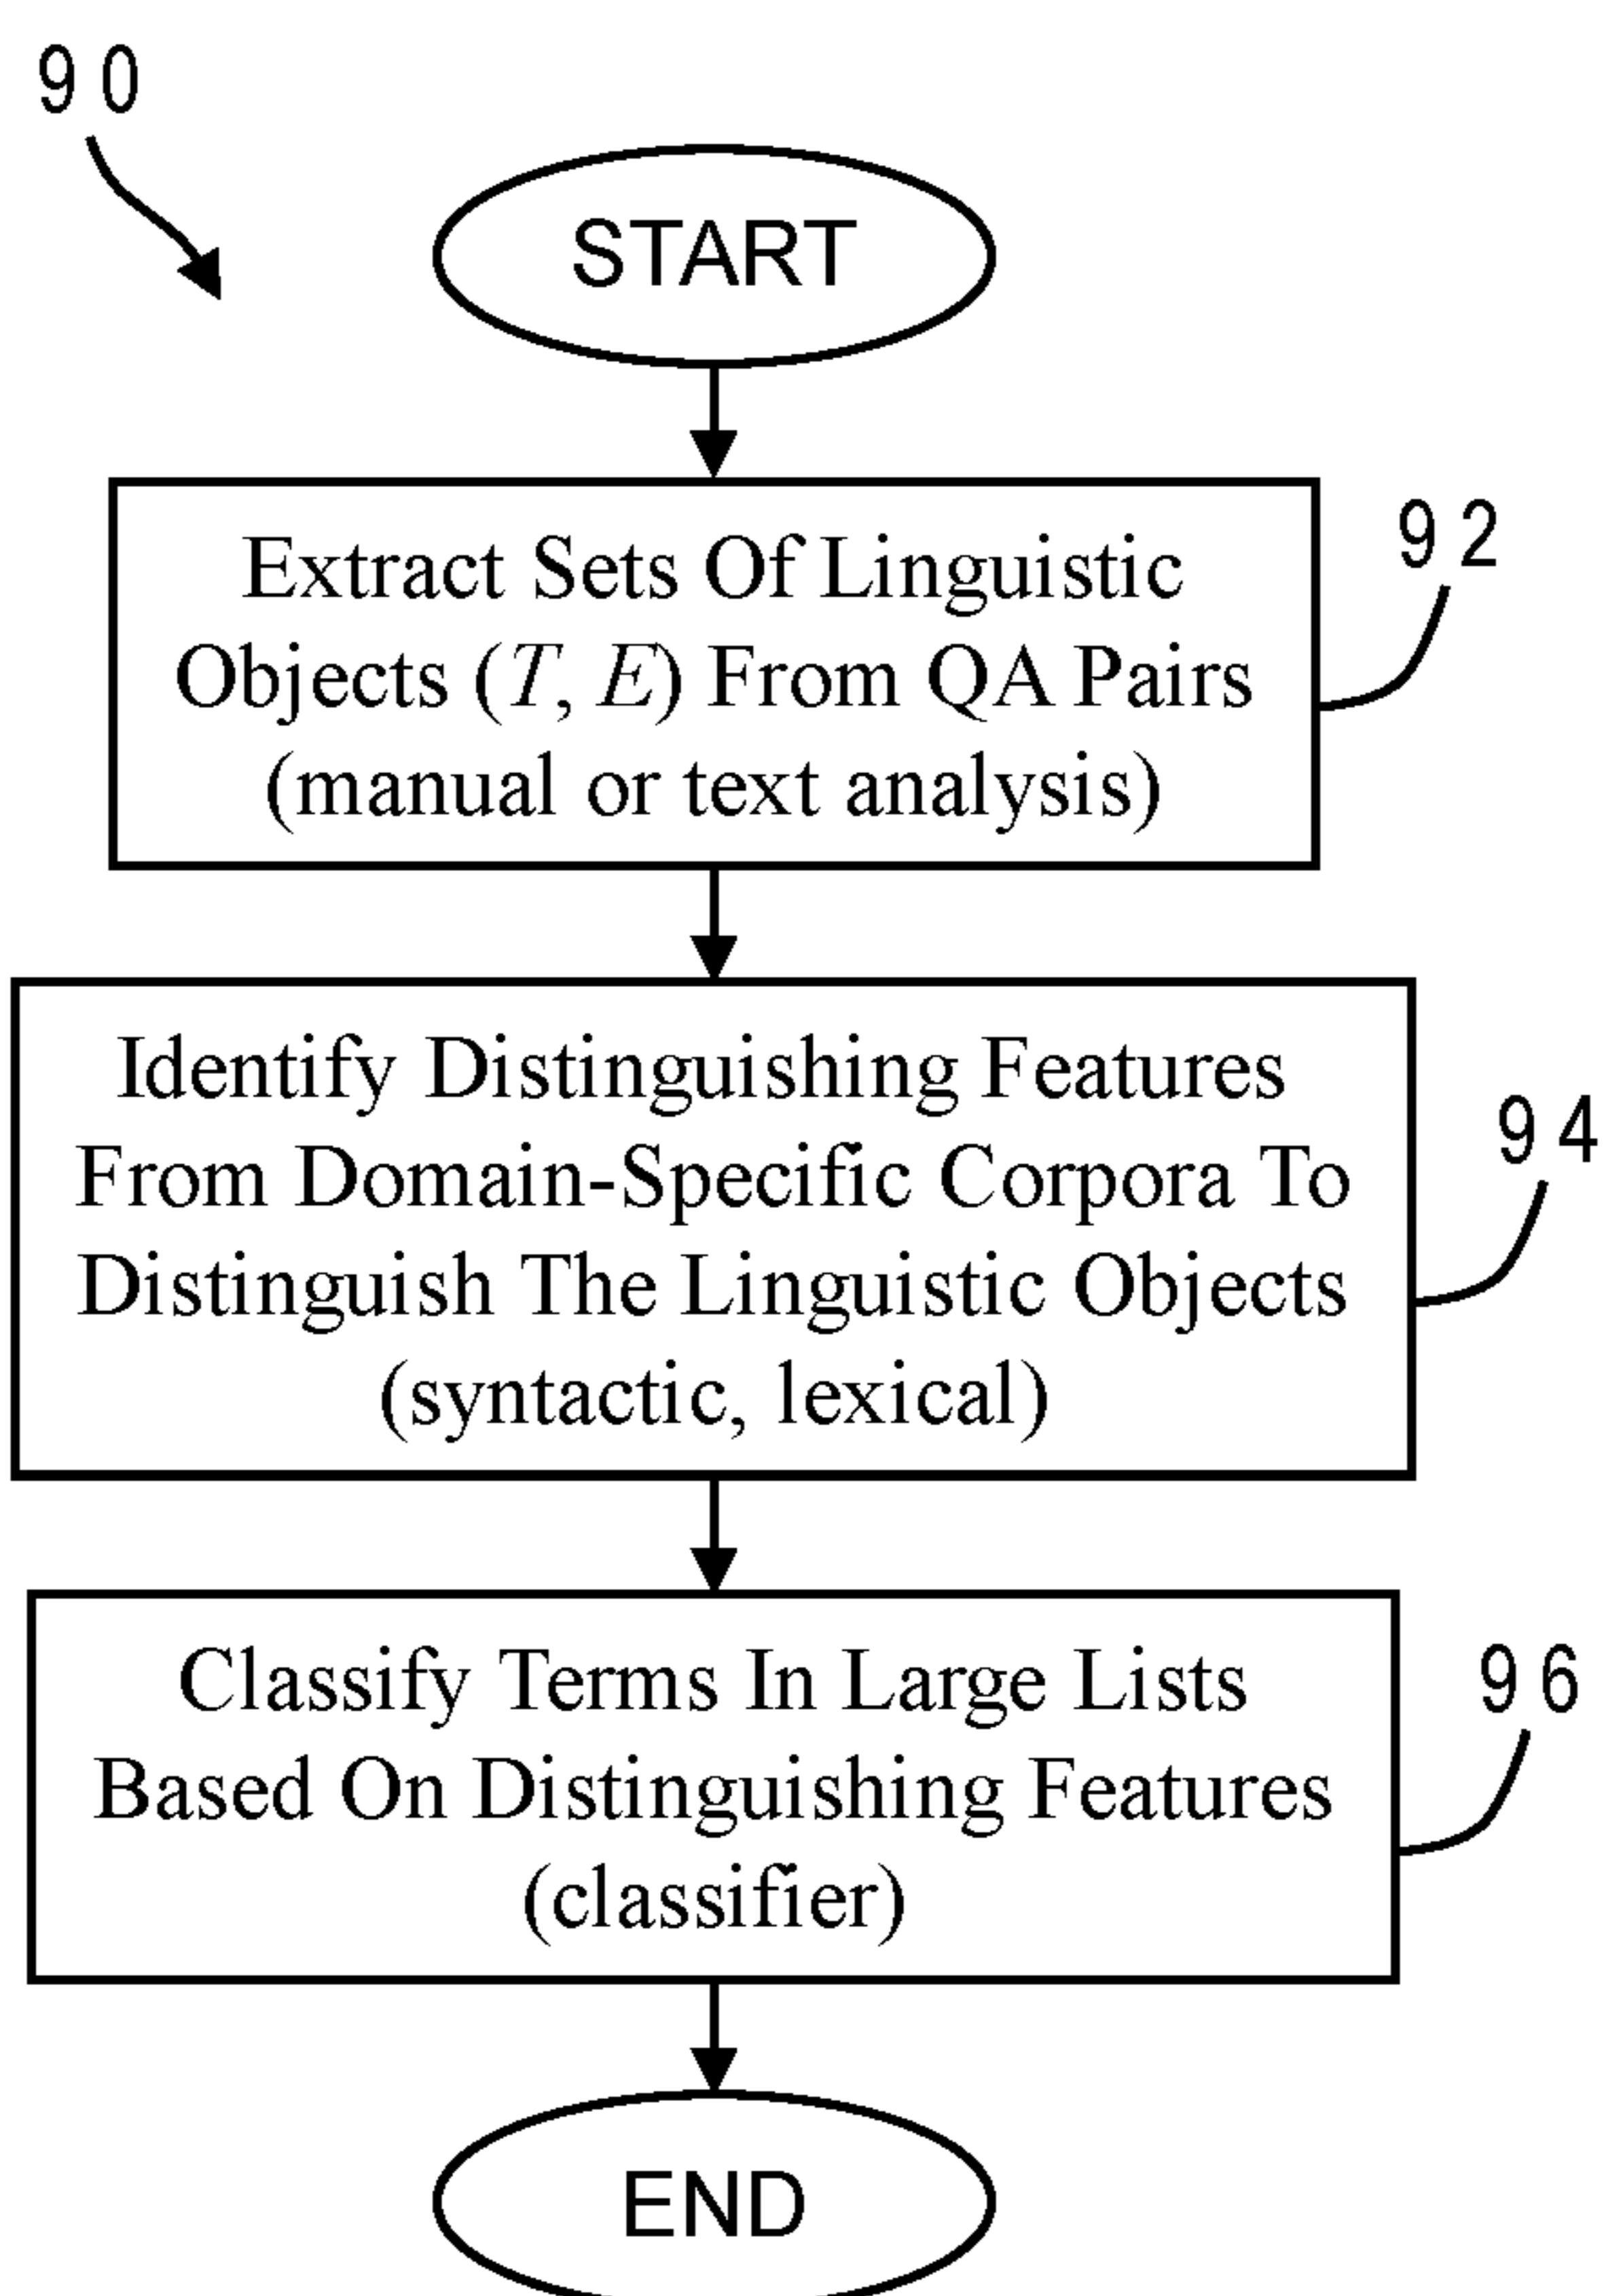 90
START
Extract Sets Of Linguistic
Objects (T, E) From QA Pairs
(manual or text analysis)
92
Identify Distinguishing Features
From Domain-Specific Corpora To
Distinguish The Linguistic Objects
(syntactic, lexical)
94
Classify Terms In Large Lists
Based On Distinguishing Features
(classifier)
96
END